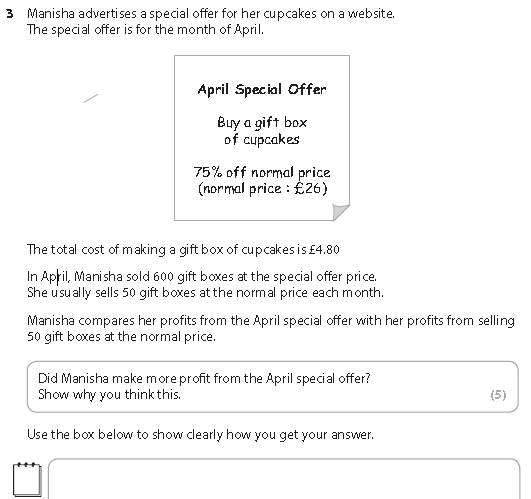 3 Manisha advertises a special offer for her cupcakes on a website.
The special offer is for the month of April.
April Special Offer
Buy a gift box
of cupcakes
75% off normal price
(normal price : £26)
The total cost of making a gift box of cupcakes is £4.80
In April, Manisha sold 600 gift boxes at the special offer price.
She usually sells 50 gift boxes at the normal price each month.
Manisha compares her profits from the April special offer with her profits from selling
50 gift boxes at the normal price.
Did Manisha make more profit from the April special offer?
Show why you think this.
(5)
Use the box below to show clearly how you get your answer.